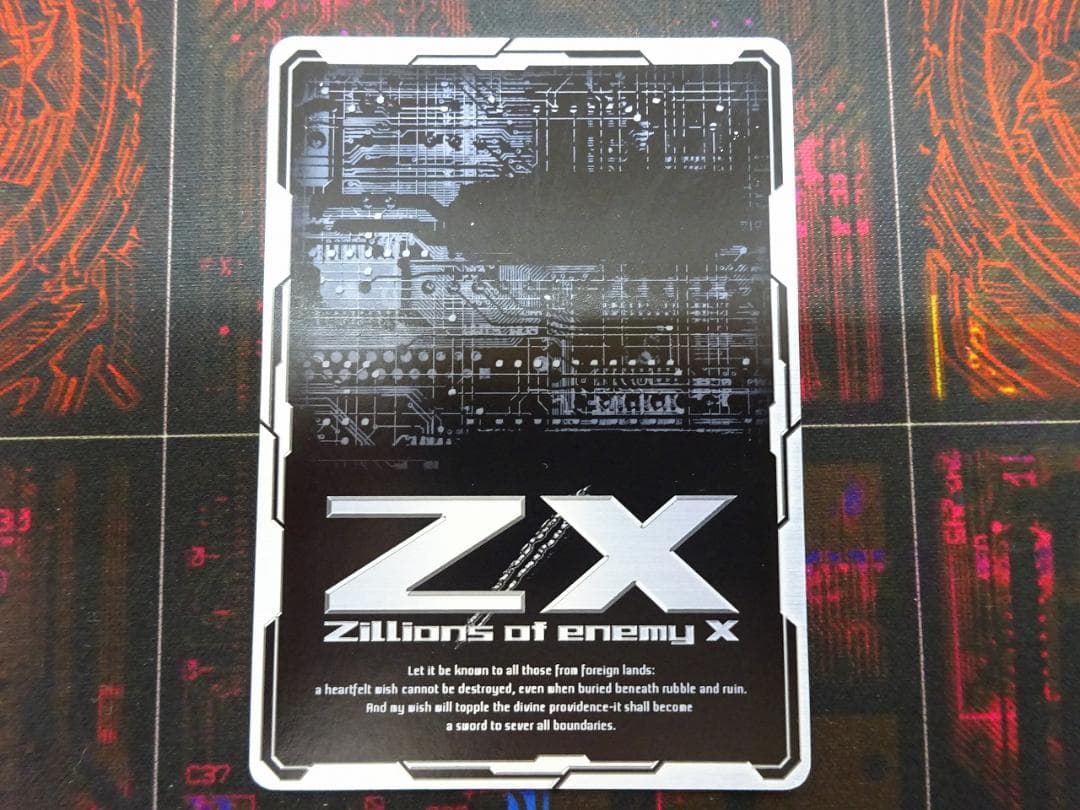 ZX
Zillions of enemy X
Let it be known to all those from foreign lands:
a heartfelt wish cannot be destroyed, even when buried beneath rubble and ruin.
And my wish will topple the divine providence-it shall become
a sword to sever all boundaries.
C37